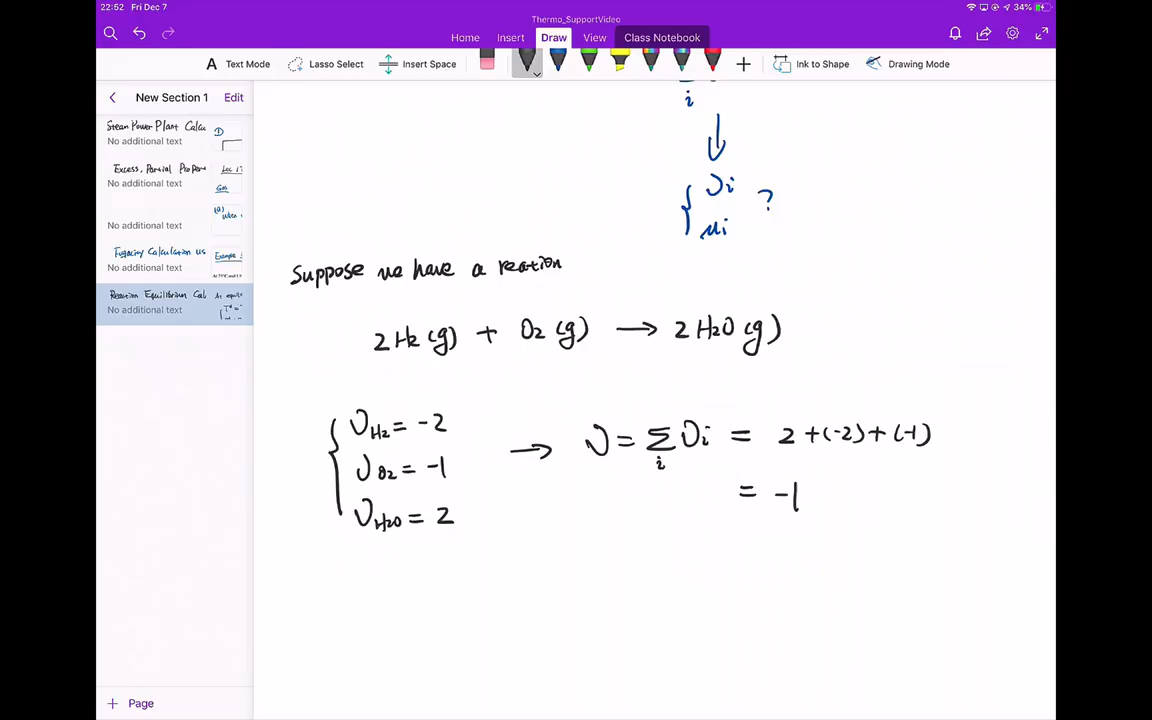 22:52 Fri Dec 7
34%
Thermo_SupportVideo
Home Insert Draw View Class Notebook
Text Mode Lasso Select Insert Space Ink to Shape Drawing Mode
New Section 1 Edit
Steam Power Plant Calcu
No additional text
Excess, Partial Prope
No additional text
No additional text
Fugacity Calculation us
No additional text
Reaction Equilibrium Cal
No additional text
+ Page
i
↓
{ νi ?
μi
Suppose we have a reation
2 H2 (g) + O2 (g) → 2 H2O (g)
{ νH2 = -2
νO2 = -1
νH2O = 2
→ ν = Σi νi = 2 + (-2) + (-1)
= -1